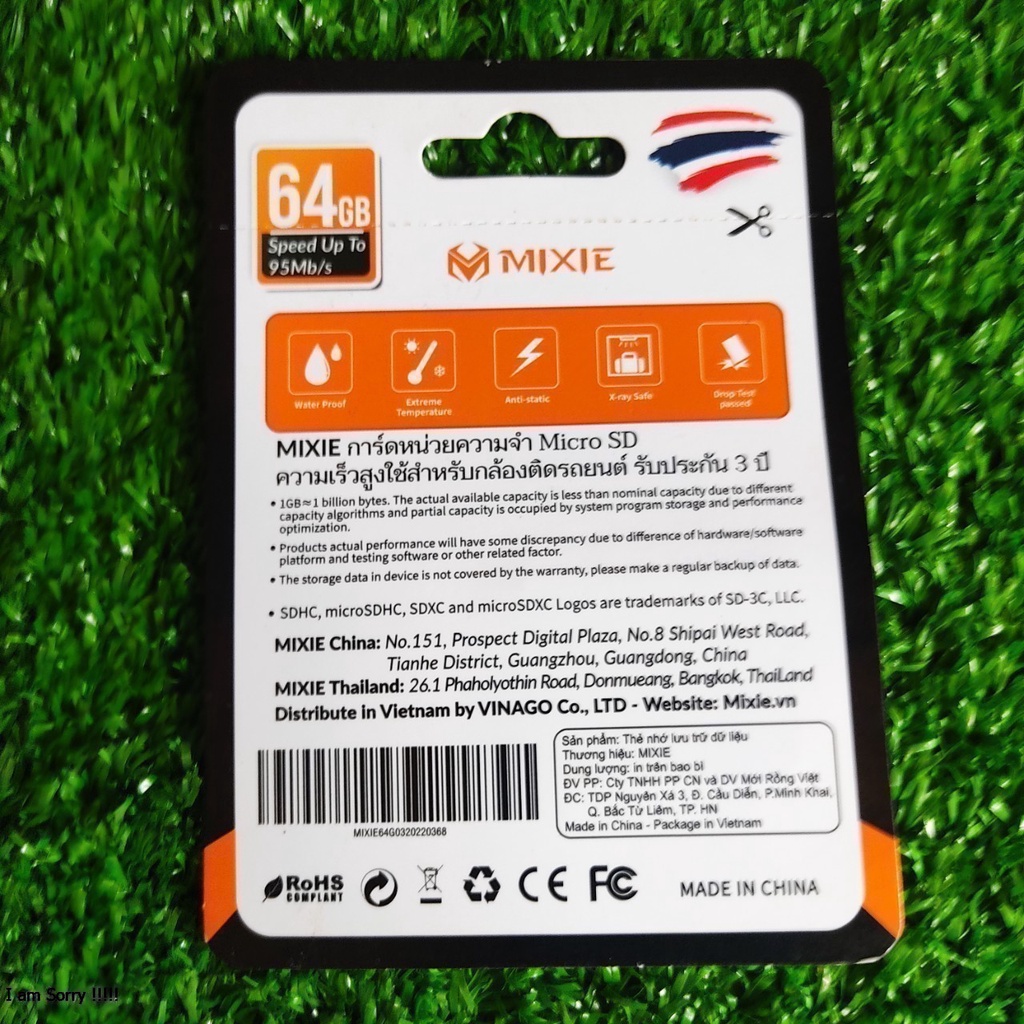 64GB
Speed Up To
95Mb/s
MIXIE
Water Proof
Extreme
Temperature
Anti-static
X-ray Safe
Drop Test
passed
MIXIE การ์ดหน่วยความจำ Micro SD
ความเร็วสูงใช้สำหรับกล้องติดรถยนต์ รับประกัน 3 ปี
• 1GB≈1 billion bytes. The actual available capacity is less than nominal capacity due to different
capacity algorithms and partial capacity is occupied by system program storage and performance
optimization.
• Products actual performance will have some discrepancy due to difference of hardware/software
platform and testing software or other related factor.
• The storage data in device is not covered by the warranty, please make a regular backup of data.
• SDHC, microSDHC, SDXC and microSDXC Logos are trademarks of SD-3C, LLC.
MIXIE China: No.151, Prospect Digital Plaza, No.8 Shipai West Road,
Tianhe District, Guangzhou, Guangdong, China
MIXIE Thailand: 26.1 Phaholyothin Road, Donmueang, Bangkok, ThaiLand
Distribute in Vietnam by VINAGO Co., LTD - Website: Mixie.vn
Sản phẩm: Thẻ nhớ lưu trữ dữ liệu
Thương hiệu: MIXIE
Dung lượng: in trên bao bì
ĐV PP: Cty TNHH PP CN và DV Mới Rồng Việt
ĐC: TDP Nguyên Xá 3, Đ. Cầu Diễn, P.Minh Khai,
Q. Bắc Từ Liêm, TP. HN
Made in China - Package in Vietnam
MIXIE64G0320220368
RoHS
COMPLIANT
CE
FC
MADE IN CHINA
I am Sorry !!!!!